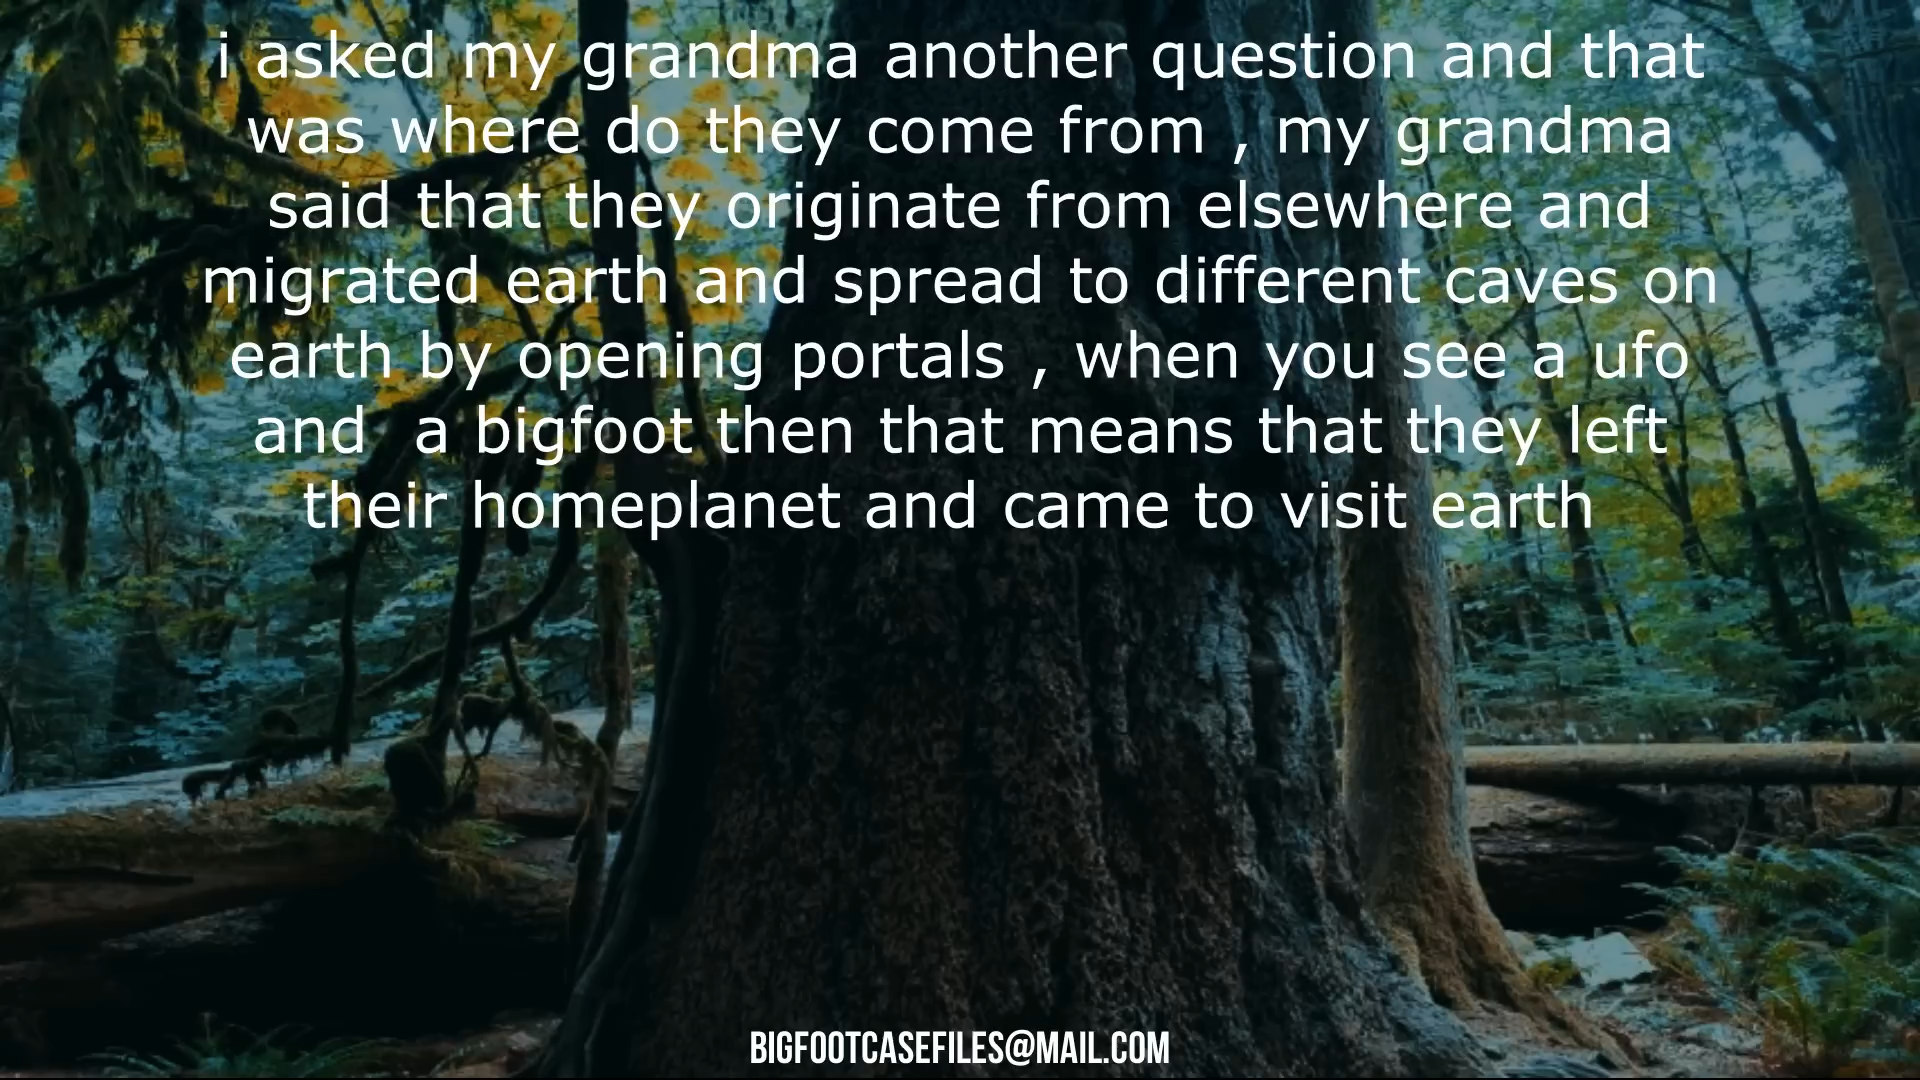 i asked my grandma another question and that
was where do they come from , my grandma
said that they originate from elsewhere and
migrated earth and spread to different caves on
earth by opening portals , when you see a ufo
and  a bigfoot then that means that they left
their homeplanet and came to visit earth
BIGFOOTCASEFILES@MAIL.COM